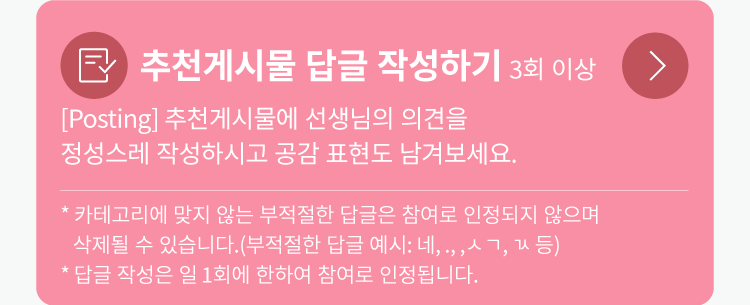 추천게시물 답글 작성하기 3회 이상
[Posting] 추천게시물에 선생님의 의견을
정성스레 작성하시고 공감 표현도 남겨보세요.
* 카테고리에 맞지 않는 부적절한 답글은 참여로 인정되지 않으며
삭제될 수 있습니다.(부적절한 답글 예시: 네, ., ,ㅅㄱ, ㄳ 등)
* 답글 작성은 일 1회에 한하여 참여로 인정됩니다.